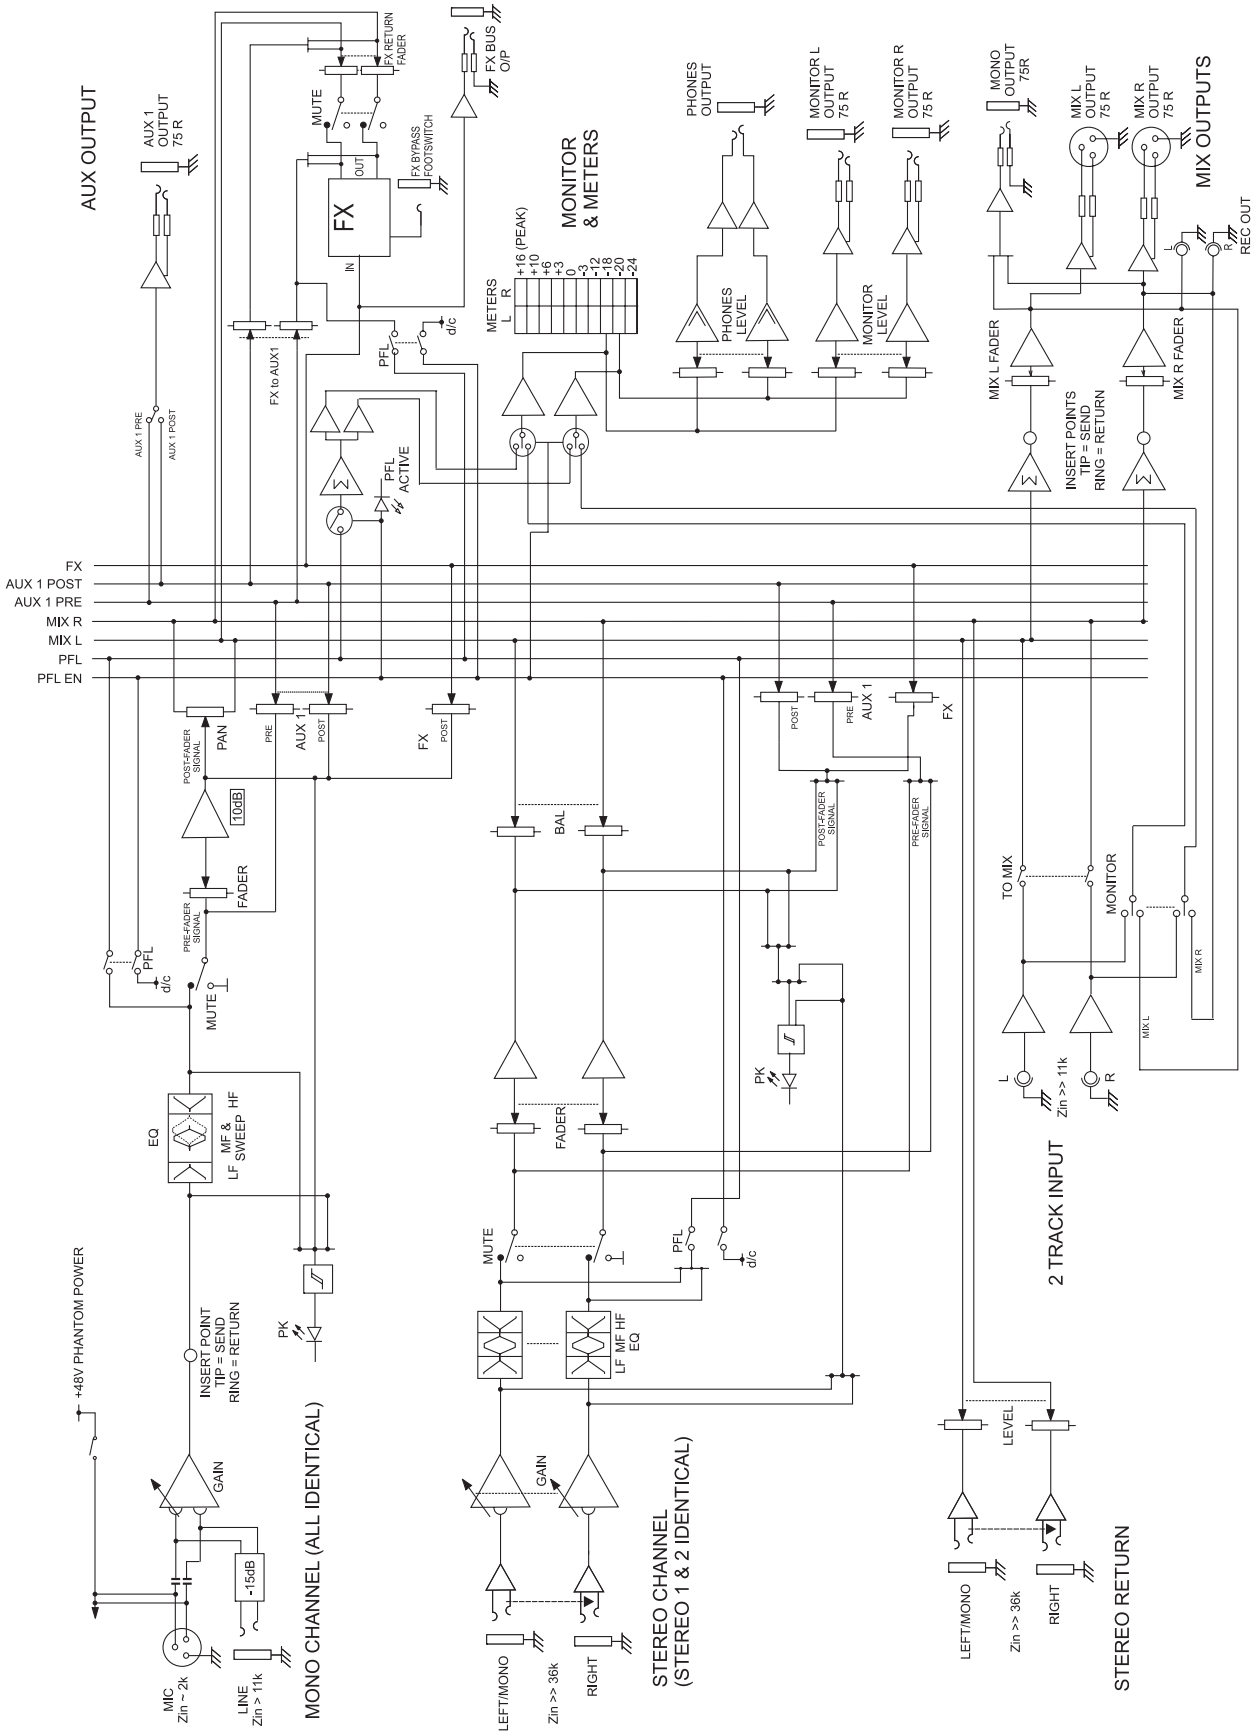 AUX OUTPUT
AUX 1
OUTPUT
75 R
AUX 1 PRE
AUX 1 POST
FX to AUX1
MUTE
FX RETURN
FADER
FX BUS
O/P
OUT
FX
IN
FX BYPASS
FOOTSWITCH
PFL
d/c
PFL
ACTIVE
MONITOR
& METERS
METERS
L R
+16 (PEAK)
+10
+6
+3
0
-3
-12
-18
-20
-24
PHONES
OUTPUT
PHONES
LEVEL
MONITOR L
OUTPUT
75 R
MONITOR R
OUTPUT
75 R
MONITOR
LEVEL
MONO
OUTPUT
75R
MIX L
OUTPUT
75 R
MIX R
OUTPUT
75 R
MIX OUTPUTS
L
R
REC OUT
MIX L FADER
MIX R FADER
INSERT POINTS
TIP = SEND
RING = RETURN
Σ
Σ
Σ
FX
AUX 1 POST
AUX 1 PRE
MIX R
MIX L
PFL
PFL EN
PAN
POST-FADER
SIGNAL
10dB
FADER
PRE-FADER
SIGNAL
PFL
d/c
MUTE
PRE
AUX 1
POST
FX
POST
EQ
LF
MF &
SWEEP
HF
PK
INSERT POINT
TIP = SEND
RING = RETURN
+48V PHANTOM POWER
GAIN
-15dB
MIC
Zin ~ 2k
LINE
Zin > 11k
MONO CHANNEL (ALL IDENTICAL)
BAL
FADER
MUTE
PFL
d/c
LF MF HF
EQ
GAIN
LEFT/MONO
Zin >> 36k
RIGHT
STEREO CHANNEL
(STEREO 1 & 2 IDENTICAL)
POST
PRE
AUX 1
FX
POST-FADER
SIGNAL
PRE-FADER
SIGNAL
PK
TO MIX
MONITOR
MIX R
MIX L
L
Zin >> 11k
R
2 TRACK INPUT
LEVEL
LEFT/MONO
Zin >> 36k
RIGHT
STEREO RETURN